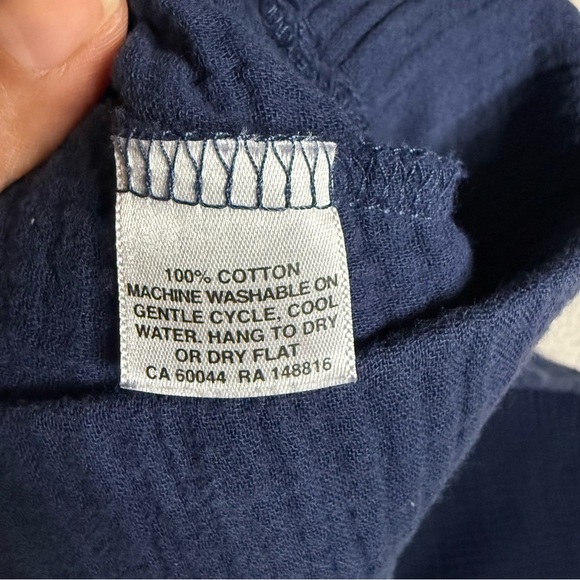 100% COTTON
MACHINE WASHABLE ON
GENTLE CYCLE, COOL
WATER. HANG TO DRY
OR DRY FLAT
CA 60044 RA 148816